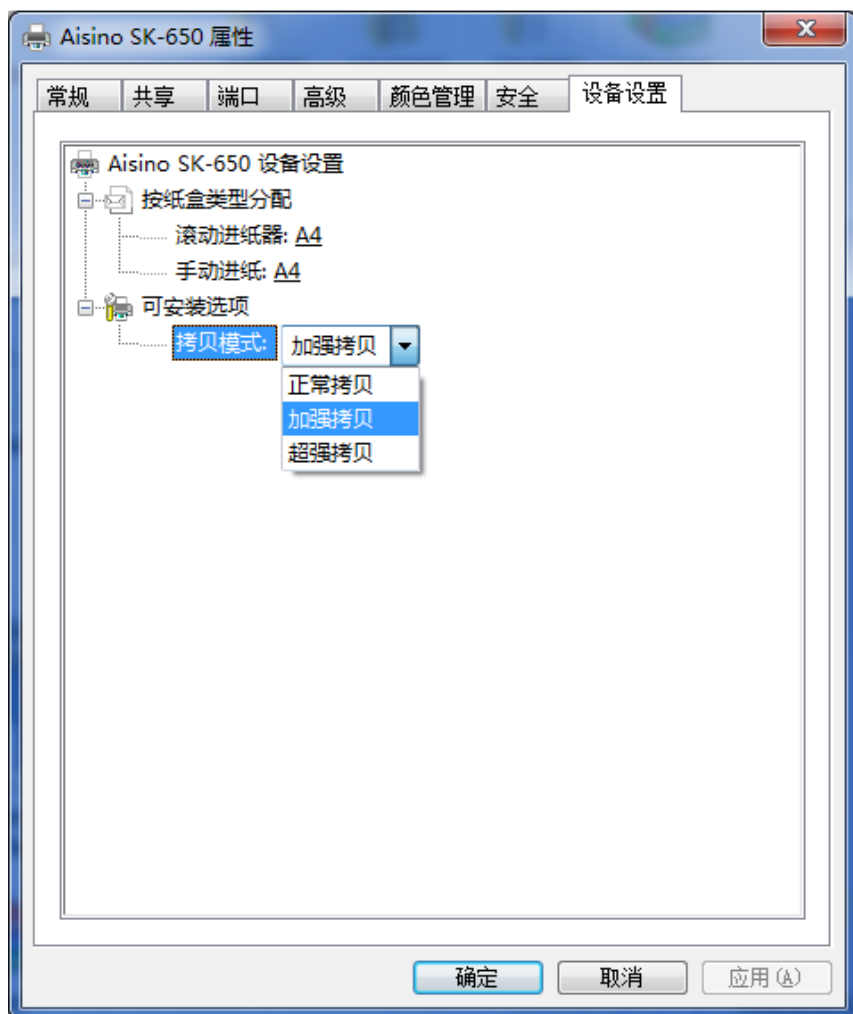 Aisino SK-650 属性
常规 共享 端口 高级 颜色管理 安全 设备设置
Aisino SK-650 设备设置
按纸盒类型分配
滚动进纸器: A4
手动进纸: A4
可安装选项
拷贝模式: 加强拷贝
正常拷贝
加强拷贝
超强拷贝
确定 取消 应用(A)